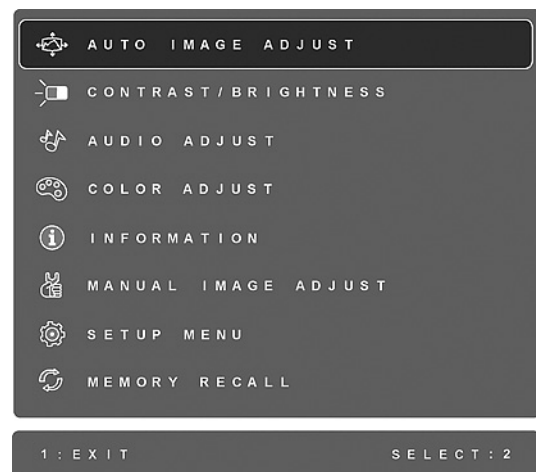 AUTO IMAGE ADJUST
CONTRAST/BRIGHTNESS
AUDIO ADJUST
COLOR ADJUST
INFORMATION
MANUAL IMAGE ADJUST
SETUP MENU
MEMORY RECALL
1:EXIT SELECT:2